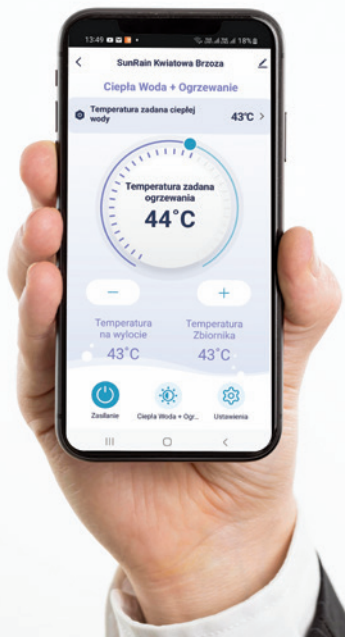 13:49
18%
SunRain Kwiatowa Brzoza
Ciepła Woda + Ogrzewanie
Temperatura zadana ciepłej
wody
43°C
Temperatura zadana
ogrzewania
44°C
− +
Temperatura
na wylocie
43°C
Temperatura
Zbiornika
43°C
Zasilanie
Ciepła Woda + Ogr...
Ustawienia